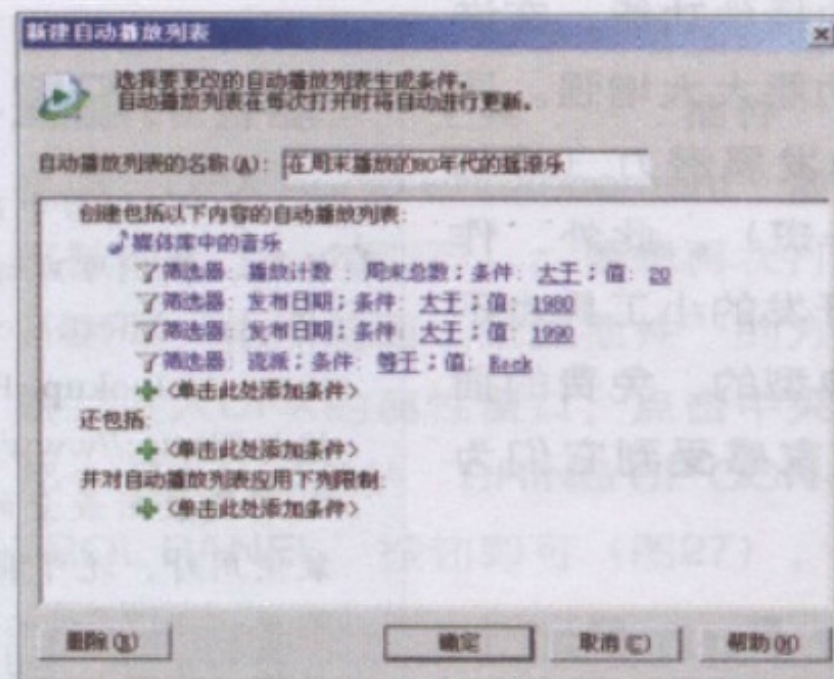 新建自动播放列表
选择要更改的自动播放列表生成条件。
自动播放列表在每次打开时将自动进行更新。
自动播放列表的名称(A): 在周末播放的80年代的摇滚乐
创建包括以下内容的自动播放列表:
媒体库中的音乐
筛选器: 播放计数 : 周末总数;条件: 大于;值: 20
筛选器: 发布日期;条件: 大于;值: 1980
筛选器: 发布日期;条件: 大于;值: 1990
筛选器: 流派;条件: 等于;值: Rock
<单击此处添加条件>
还包括:
<单击此处添加条件>
并对自动播放列表应用下列限制:
<单击此处添加条件>
删除(R) 确定 取消(C) 帮助(H)